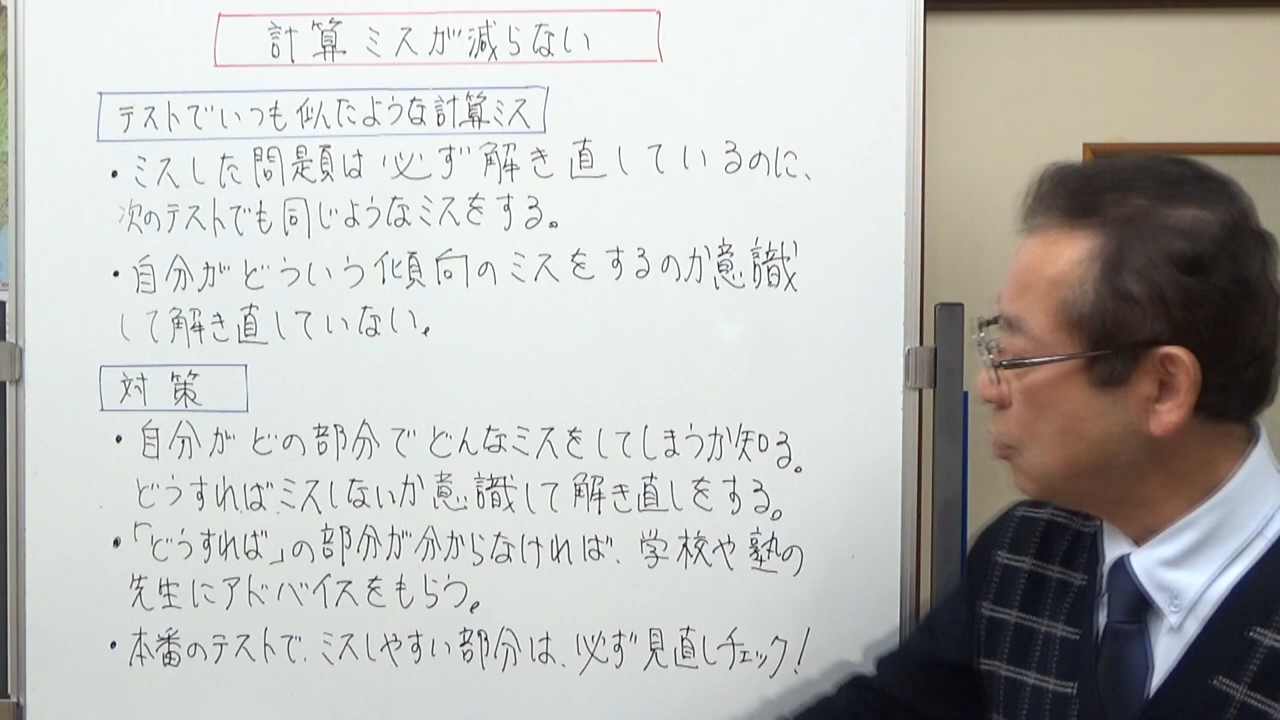 計算ミスが減らない
テストでいつも似たような計算ミス
・ミスした問題は必ず解き直しているのに、
次のテストでも同じようなミスをする。
・自分がどういう傾向のミスをするのか意識
して解き直していない。
対策
・自分がどの部分でどんなミスをしてしまうか知る。
どうすればミスしないか意識して解き直しをする。
・「どうすれば」の部分が分からなければ、学校や塾の
先生にアドバイスをもらう。
・本番のテストで、ミスしやすい部分は、必ず見直しチェック!